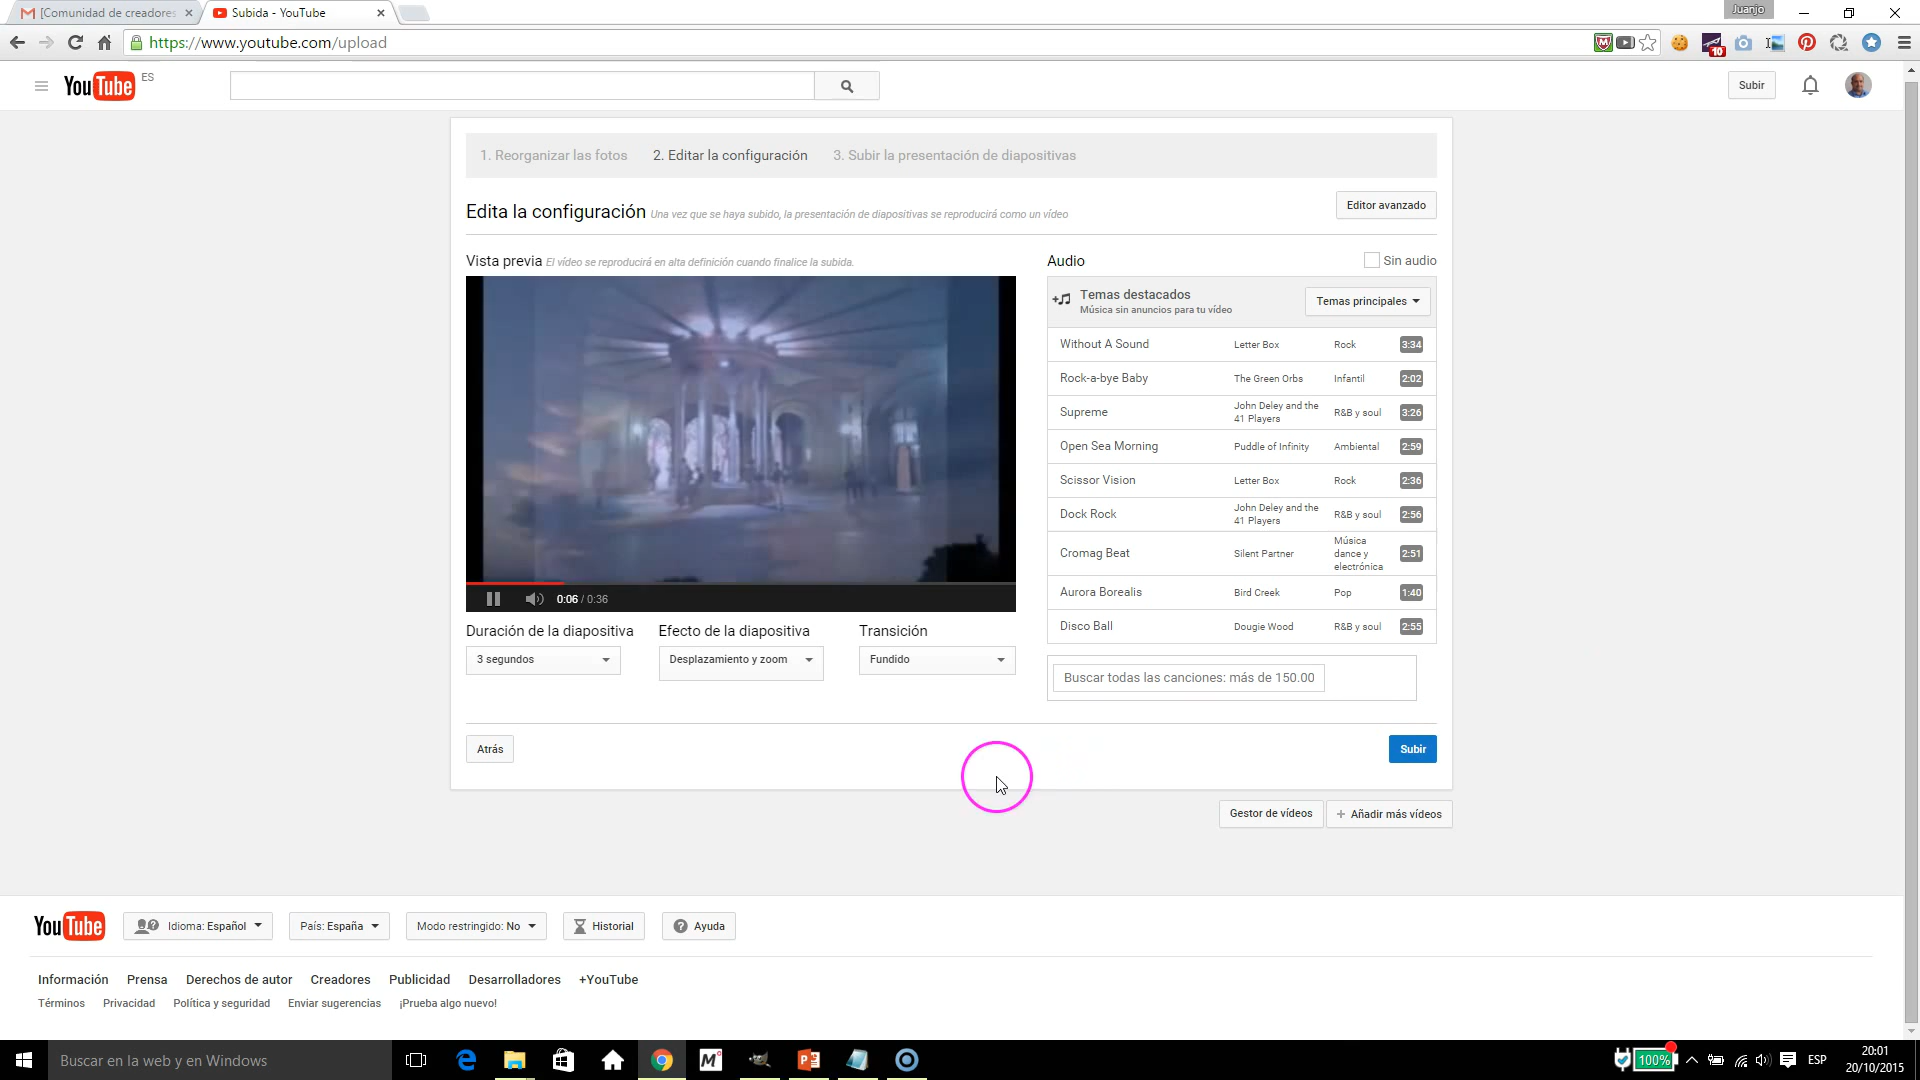 [Comunidad de creadores
Subida - YouTube
Juanjo
https://www.youtube.com/upload
10
YouTube ES
Subir
1. Reorganizar las fotos
2. Editar la configuración
3. Subir la presentación de diapositivas
Edita la configuración Una vez que se haya subido, la presentación de diapositivas se reproducirá como un vídeo
Editor avanzado
Vista previa El vídeo se reproducirá en alta definición cuando finalice la subida.
Audio
Sin audio
Temas destacados
Música sin anuncios para tu vídeo
Temas principales
Without A Sound Letter Box Rock 3:34
Rock-a-bye Baby The Green Orbs Infantil 2:02
Supreme John Deley and the 41 Players R&B y soul 3:26
Open Sea Morning Puddle of Infinity Ambiental 2:59
Scissor Vision Letter Box Rock 2:36
Dock Rock John Deley and the 41 Players R&B y soul 2:56
Cromag Beat Silent Partner Música dance y electrónica 2:51
Aurora Borealis Bird Creek Pop 1:40
Disco Ball Dougie Wood R&B y soul 2:55
0:06 / 0:36
Duración de la diapositiva
Efecto de la diapositiva
Transición
3 segundos
Desplazamiento y zoom
Fundido
Buscar todas las canciones: más de 150.00
Atrás
Subir
Gestor de vídeos
+ Añadir más vídeos
YouTube
Idioma: Español
País: España
Modo restringido: No
Historial
Ayuda
Información Prensa Derechos de autor Creadores Publicidad Desarrolladores +YouTube
Términos Privacidad Política y seguridad Enviar sugerencias ¡Prueba algo nuevo!
Buscar en la web y en Windows
100%
ESP
20:01
20/10/2015